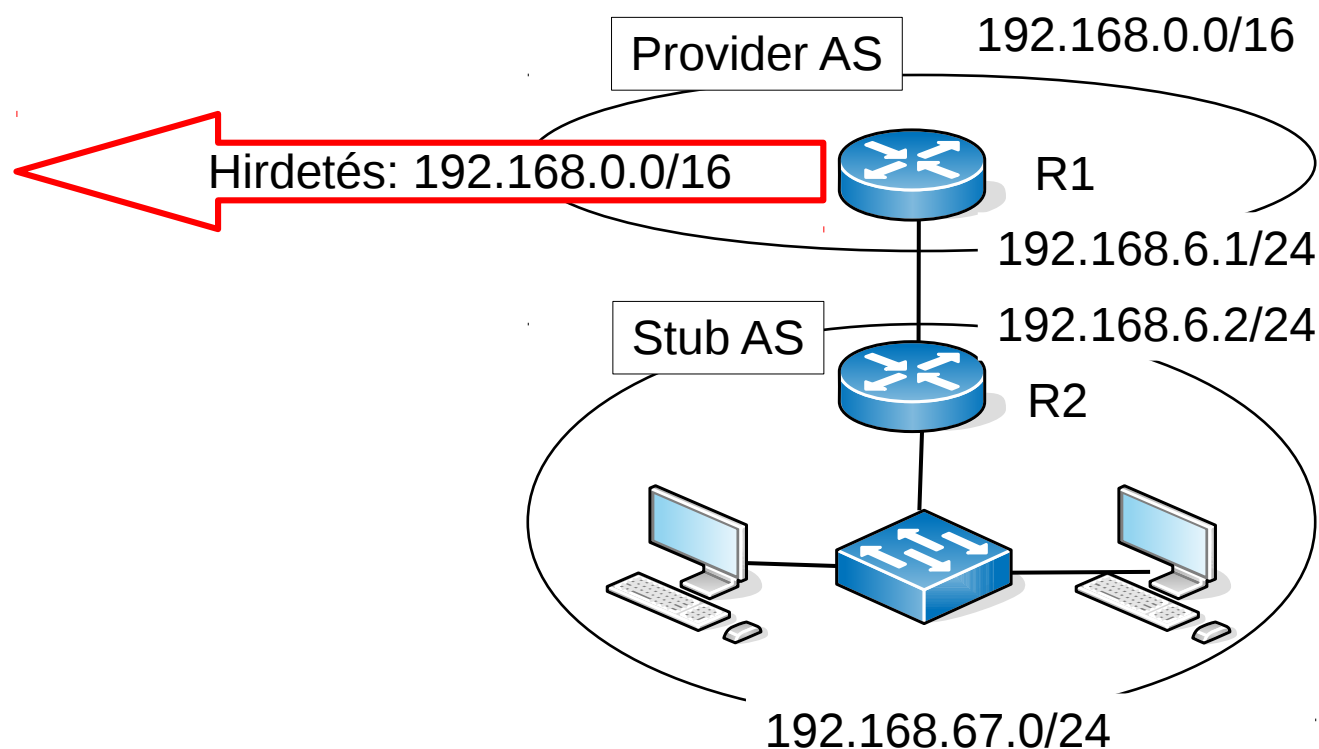 Provider AS
192.168.0.0/16
Hirdetés: 192.168.0.0/16
R1
192.168.6.1/24
Stub AS
192.168.6.2/24
R2
192.168.67.0/24